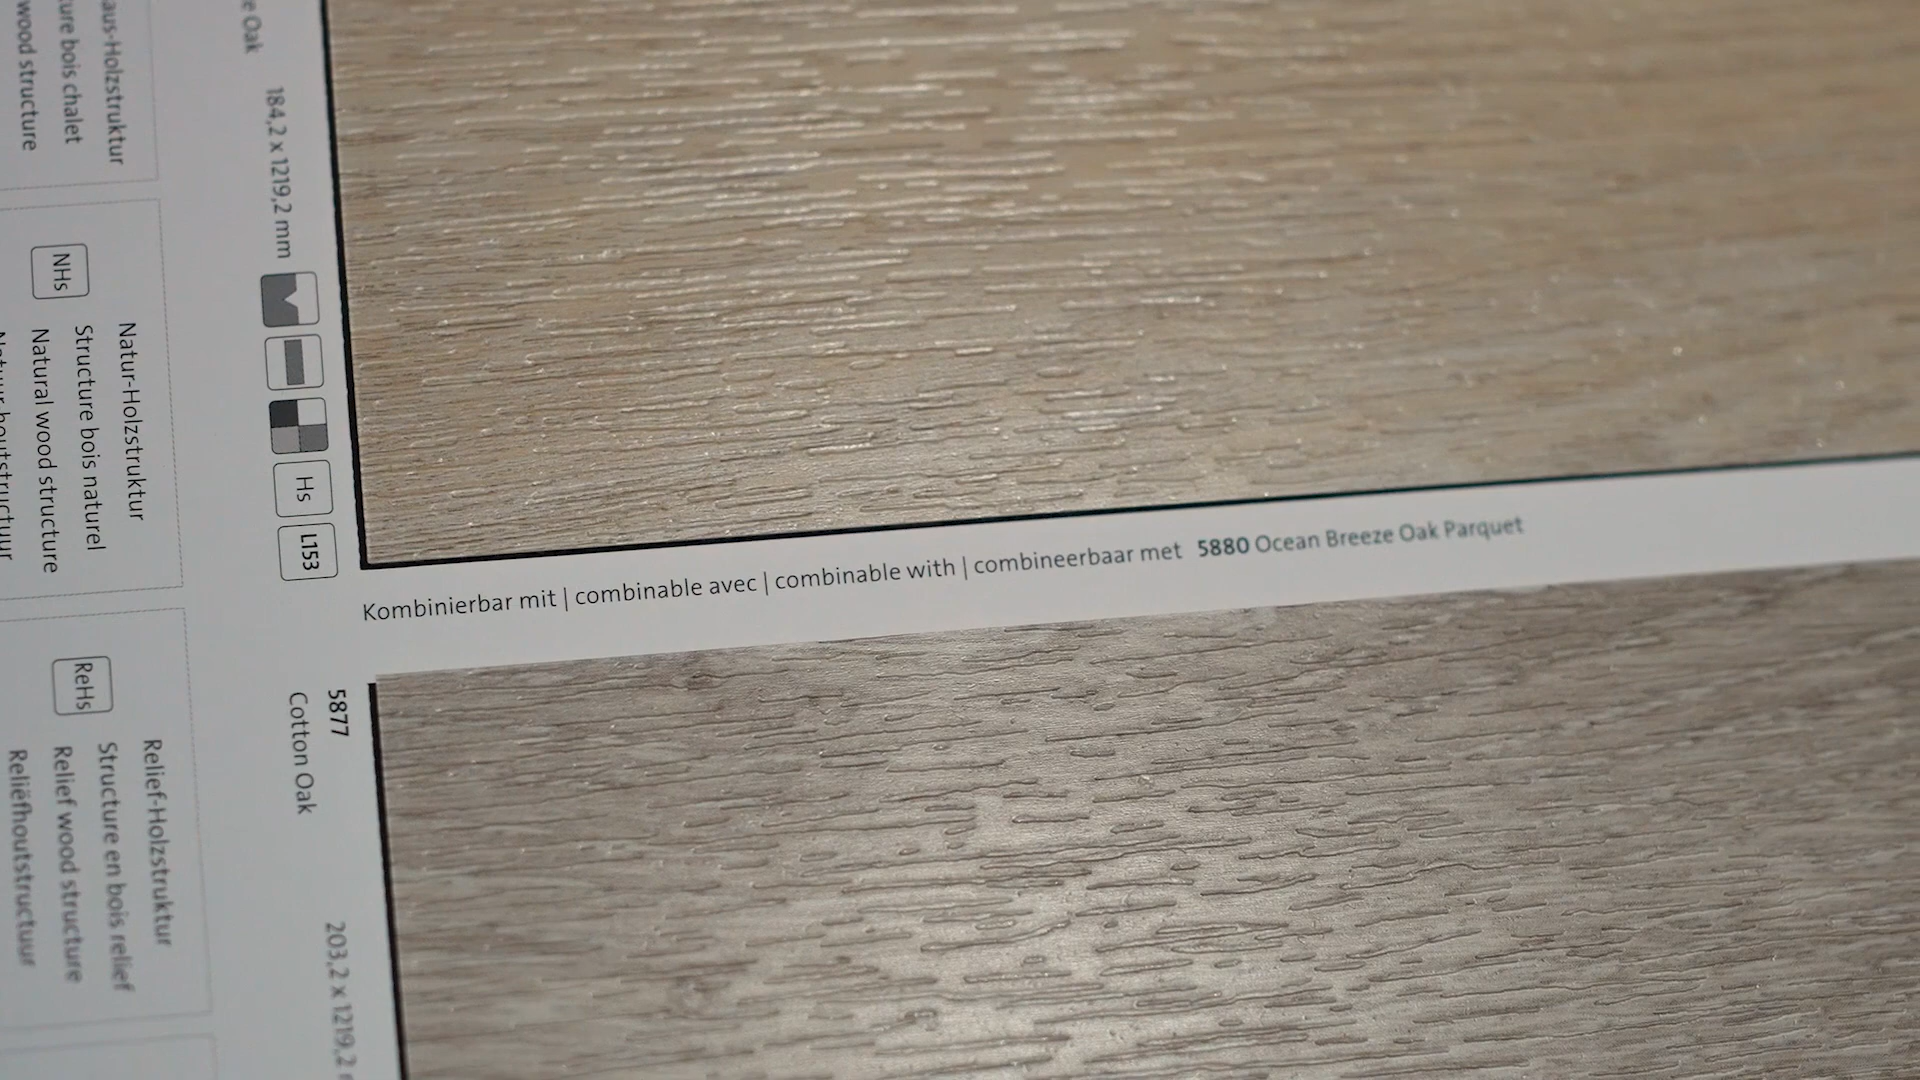 aus-Holzstruktur
ure bois chalet
wood structure
NHs
Natur-Holzstruktur
Structure bois naturel
Natural wood structure
ReHs
Relief-Holzstruktur
Structure en bois relief
Relief wood structure
Reliëfhoutstructuur
e Oak
184,2 x 1219,2 mm
Hs
L153
Kombinierbar mit | combinable avec | combinable with | combineerbaar met 5880 Ocean Breeze Oak Parquet
5877
Cotton Oak
203,2 x 1219,2